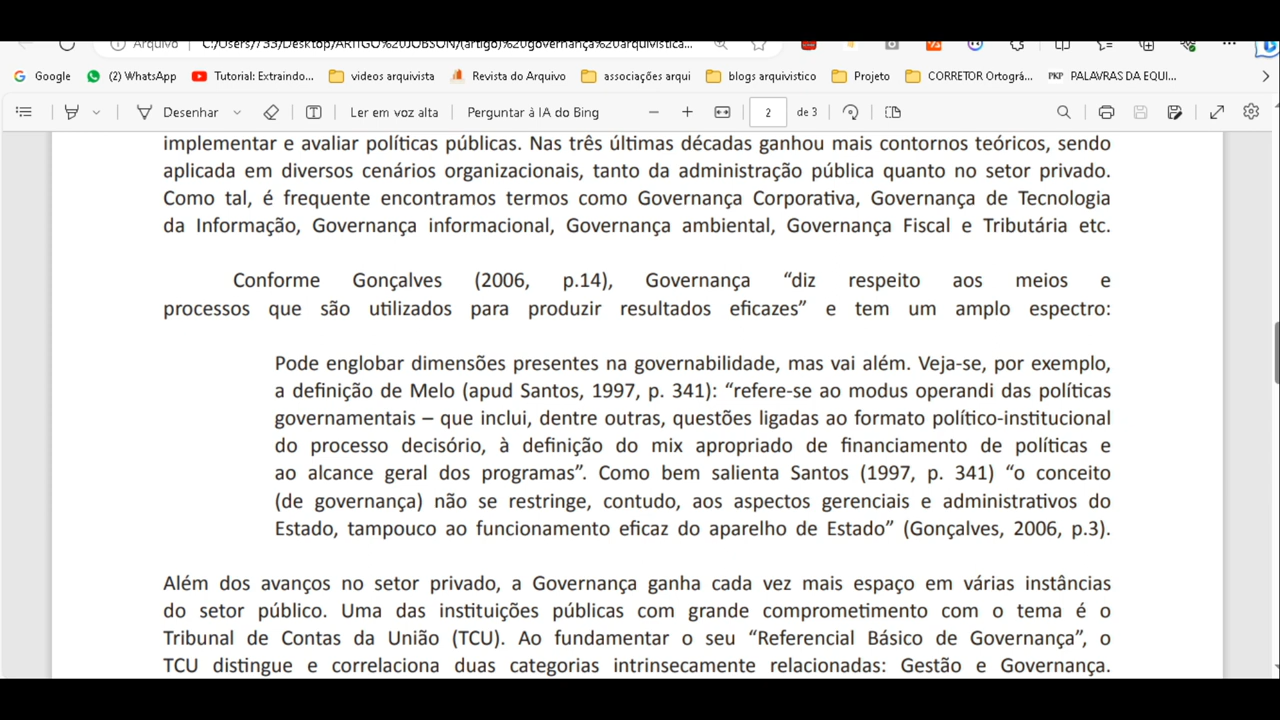 Arquivo
C:/Users/733/Desktop/ARTIGO%20JOBSON/(artigo)%20governança%20arquivistica...
Google (2) WhatsApp Tutorial: Extraindo... videos arquivista Revista do Arquivo associações arqui blogs arquivistico Projeto CORRETOR Ortográ... PKP PALAVRAS DA EQUI...
Desenhar Ler em voz alta Perguntar à IA do Bing 2 de 3
implementar e avaliar políticas públicas. Nas três últimas décadas ganhou mais contornos teóricos, sendo
aplicada em diversos cenários organizacionais, tanto da administração pública quanto no setor privado.
Como tal, é frequente encontramos termos como Governança Corporativa, Governança de Tecnologia
da Informação, Governança informacional, Governança ambiental, Governança Fiscal e Tributária etc.
Conforme Gonçalves (2006, p.14), Governança “diz respeito aos meios e
processos que são utilizados para produzir resultados eficazes” e tem um amplo espectro:
Pode englobar dimensões presentes na governabilidade, mas vai além. Veja-se, por exemplo,
a definição de Melo (apud Santos, 1997, p. 341): “refere-se ao modus operandi das políticas
governamentais – que inclui, dentre outras, questões ligadas ao formato político-institucional
do processo decisório, à definição do mix apropriado de financiamento de políticas e
ao alcance geral dos programas”. Como bem salienta Santos (1997, p. 341) “o conceito
(de governança) não se restringe, contudo, aos aspectos gerenciais e administrativos do
Estado, tampouco ao funcionamento eficaz do aparelho de Estado” (Gonçalves, 2006, p.3).
Além dos avanços no setor privado, a Governança ganha cada vez mais espaço em várias instâncias
do setor público. Uma das instituições públicas com grande comprometimento com o tema é o
Tribunal de Contas da União (TCU). Ao fundamentar o seu “Referencial Básico de Governança”, o
TCU distingue e correlaciona duas categorias intrinsecamente relacionadas: Gestão e Governança.